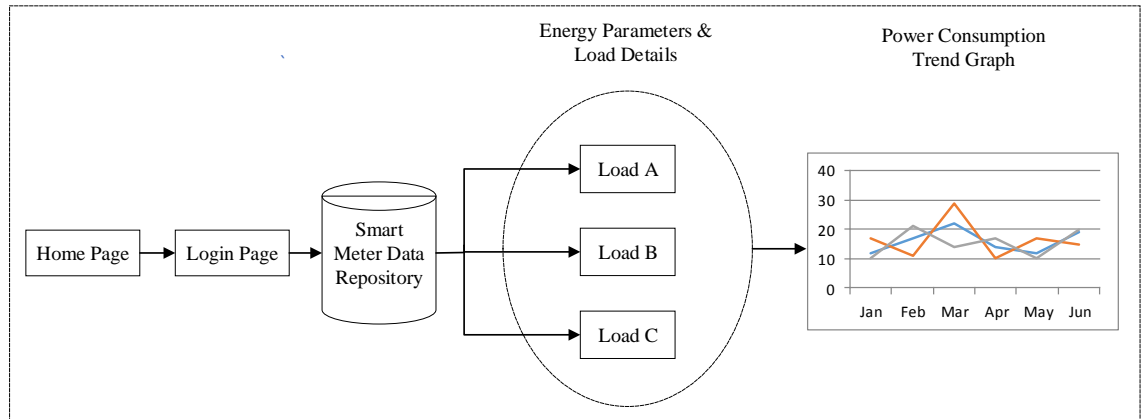 Energy Parameters &
Load Details
Power Consumption
Trend Graph
Home Page
Login Page
Smart
Meter Data
Repository
Load A
Load B
Load C
40
30
20
10
0
Jan Feb Mar Apr May Jun